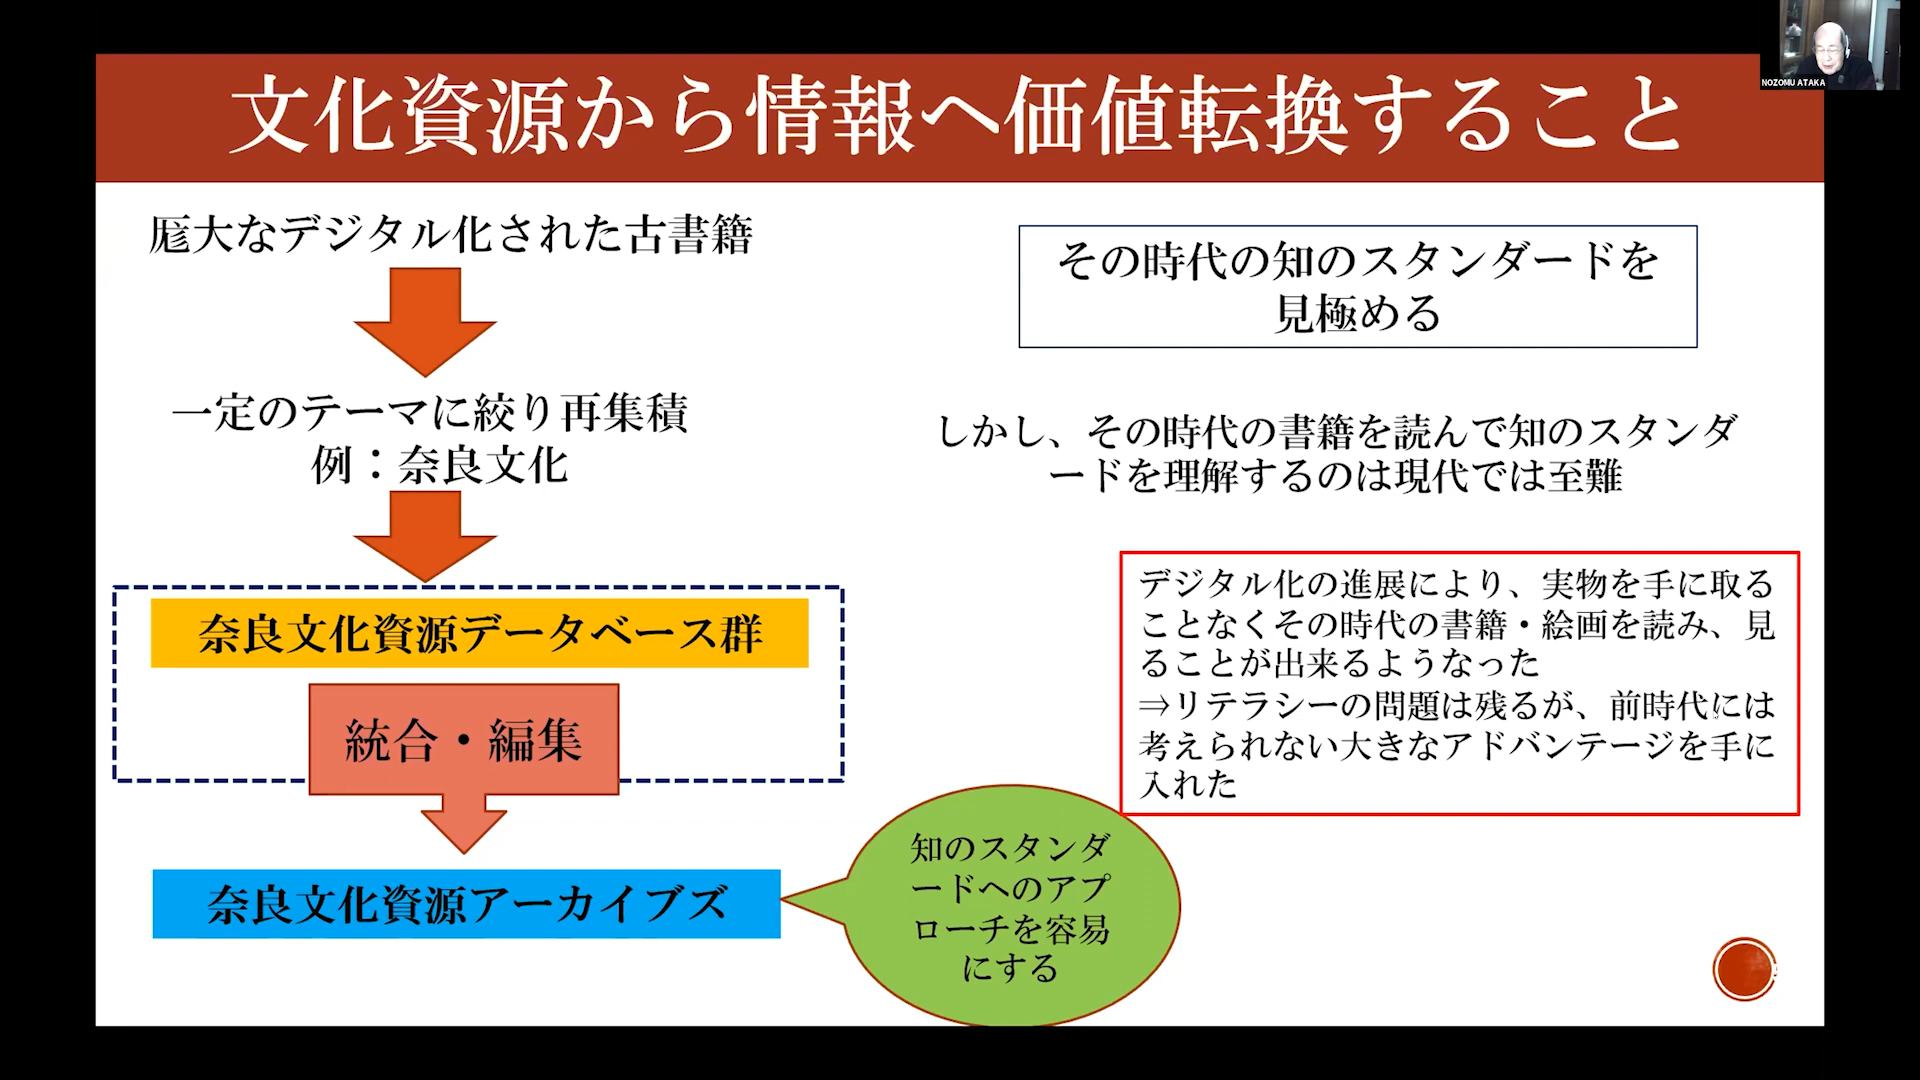 文化資源から情報へ価値転換すること
NOZOMU ATAKA
厖大なデジタル化された古書籍
一定のテーマに絞り再集積
例：奈良文化
奈良文化資源データベース群
統合・編集
奈良文化資源アーカイブズ
知のスタンダ
ードへのアプ
ローチを容易
にする
その時代の知のスタンダードを
見極める
しかし、その時代の書籍を読んで知のスタンダ
ードを理解するのは現代では至難
デジタル化の進展により、実物を手に取る
ことなくその時代の書籍・絵画を読み、見
ることが出来るようなった
⇒リテラシーの問題は残るが、前時代には
考えられない大きなアドバンテージを手に
入れた